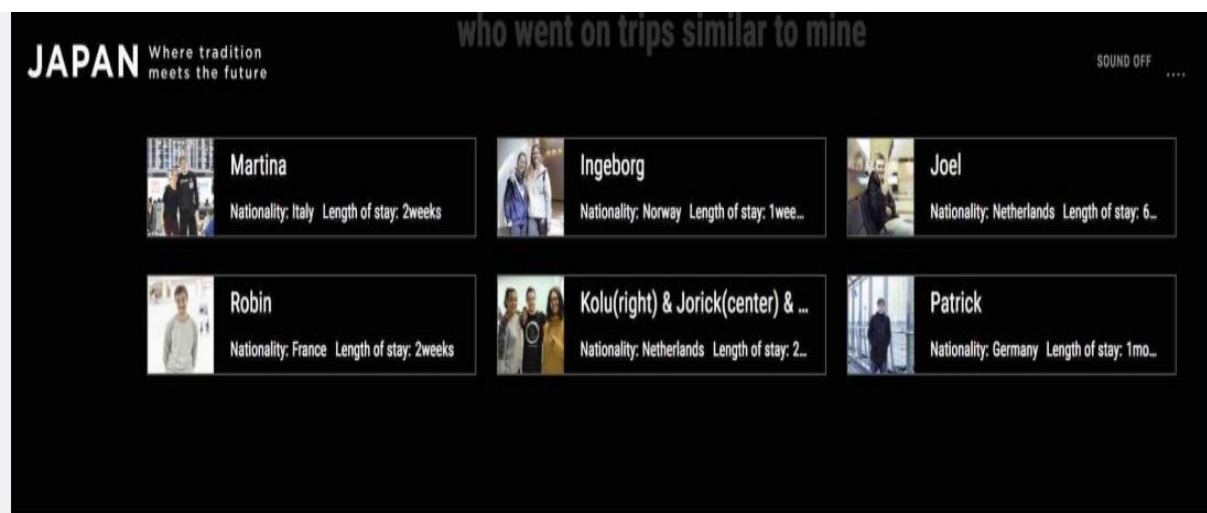 who went on trips similar to mine
JAPAN
Where tradition
meets the future
SOUND OFF
Martina
Nationality: Italy Length of stay: 2weeks
Ingeborg
Nationality: Norway Length of stay: 1wee...
Joel
Nationality: Netherlands Length of stay: 6...
Robin
Nationality: France Length of stay: 2weeks
Kolu(right) & Jorick(center) & ...
Nationality: Netherlands Length of stay: 2...
Patrick
Nationality: Germany Length of stay: 1mo...